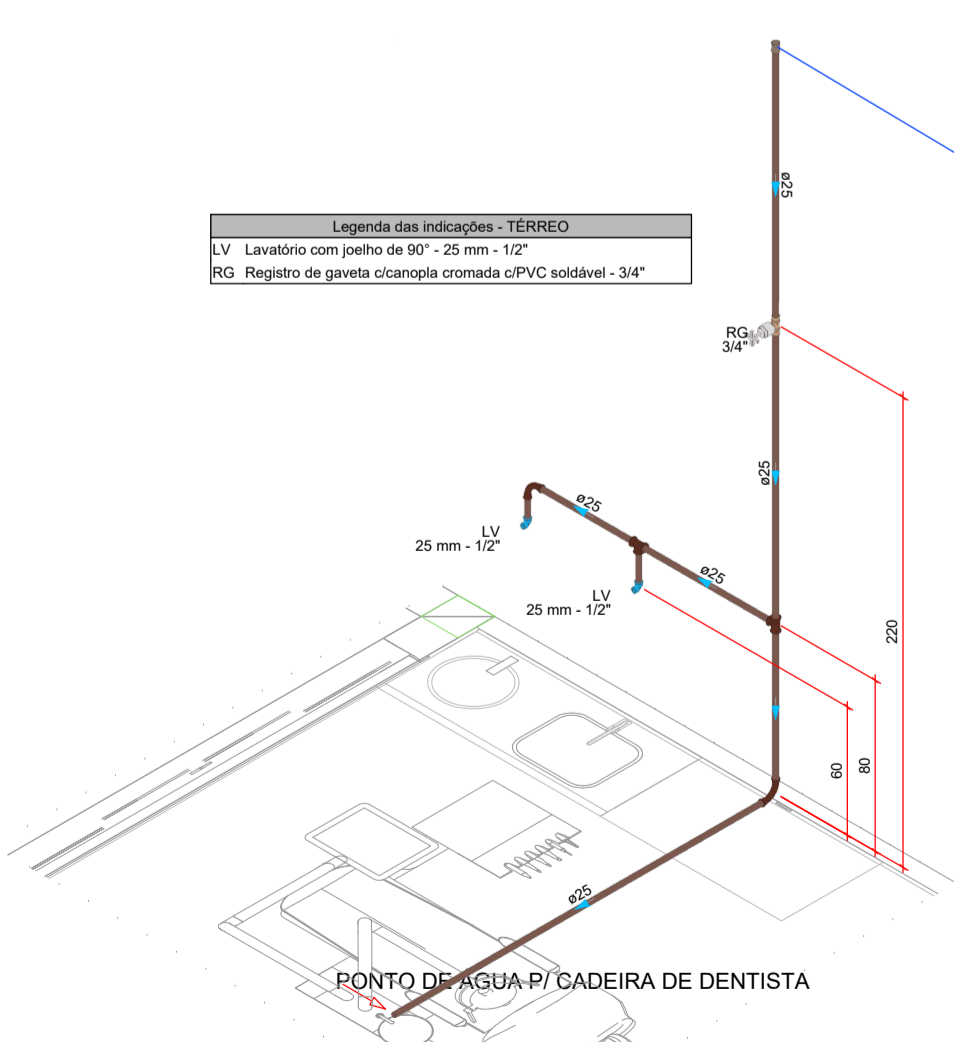 ø25
Legenda das indicações - TÉRREO
LV Lavatório com joelho de 90° - 25 mm - 1/2"
RG Registro de gaveta c/canopla cromada c/PVC soldável - 3/4"
RG
3/4"
ø25
ø25
LV
25 mm - 1/2"
ø25
LV
25 mm - 1/2"
220
60
80
ø25
PONTO DE AGUA P/ CADEIRA DE DENTISTA